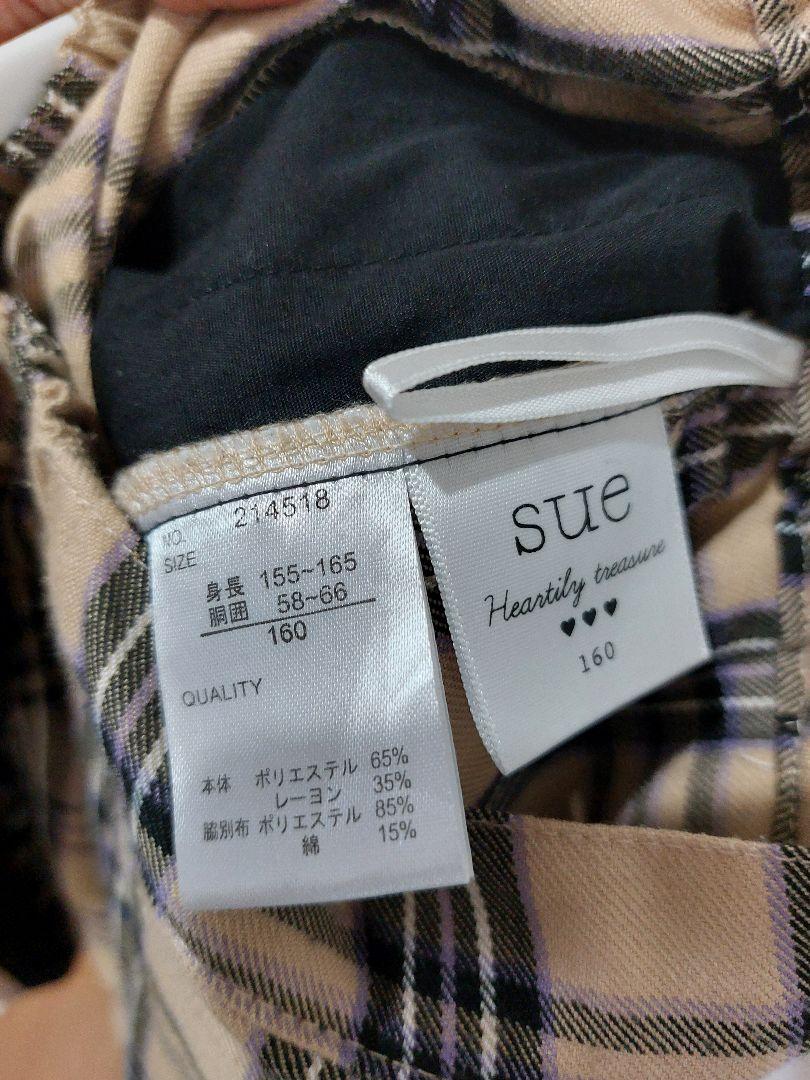 NO. 214518
SIZE
身長 155~165
胴囲 58~66
160
QUALITY
本体 ポリエステル 65%
レーヨン 35%
脇別布 ポリエステル 85%
綿 15%
sue
Heartily treasure
♥♥♥
160